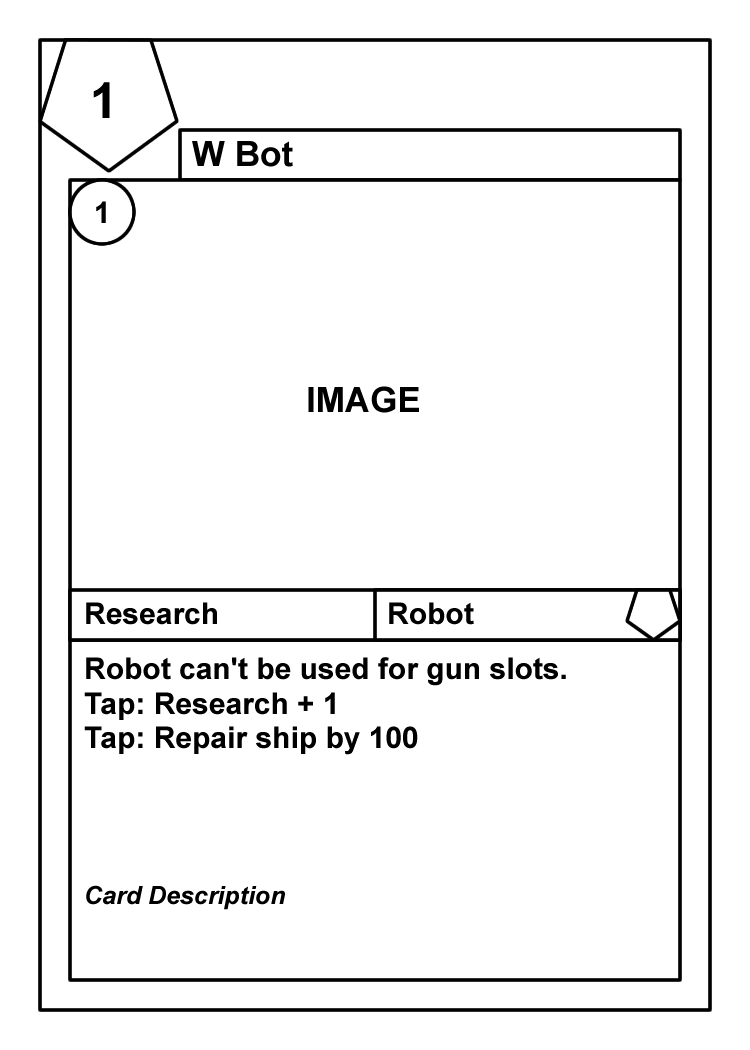 1
W Bot
1
IMAGE
Research
Robot
Robot can't be used for gun slots.
Tap: Research + 1
Tap: Repair ship by 100
Card Description